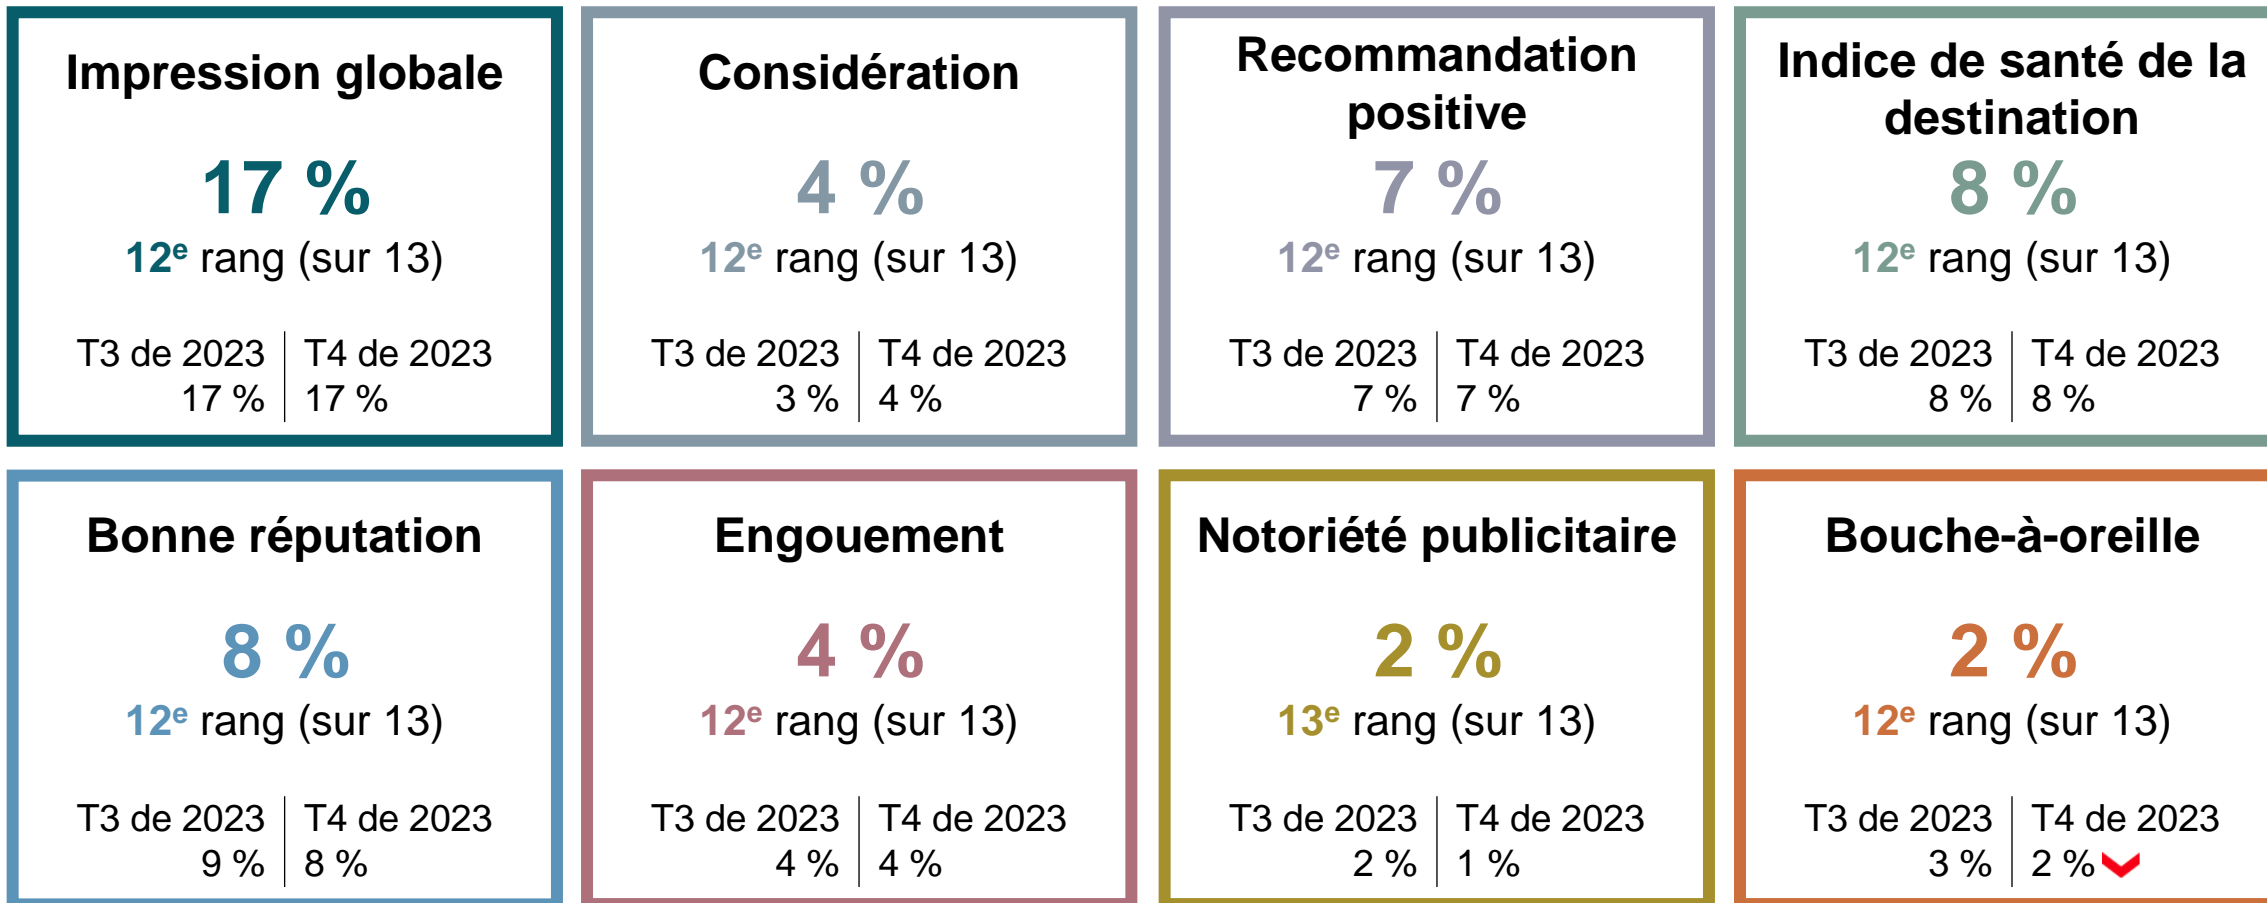 Impression globale
17 %
12e rang (sur 13)
T3 de 2023 T4 de 2023
17 % 17 %
Considération
4 %
12e rang (sur 13)
T3 de 2023 T4 de 2023
3 % 4 %
Recommandation
positive
7 %
12e rang (sur 13)
T3 de 2023 T4 de 2023
7 % 7 %
Indice de santé de la
destination
8 %
12e rang (sur 13)
T3 de 2023 T4 de 2023
8 % 8 %
Bonne réputation
8 %
12e rang (sur 13)
T3 de 2023 T4 de 2023
9 % 8 %
Engouement
4 %
12e rang (sur 13)
T3 de 2023 T4 de 2023
4 % 4 %
Notoriété publicitaire
2 %
13e rang (sur 13)
T3 de 2023 T4 de 2023
2 % 1 %
Bouche-à-oreille
2 %
12e rang (sur 13)
T3 de 2023 T4 de 2023
3 % 2 %